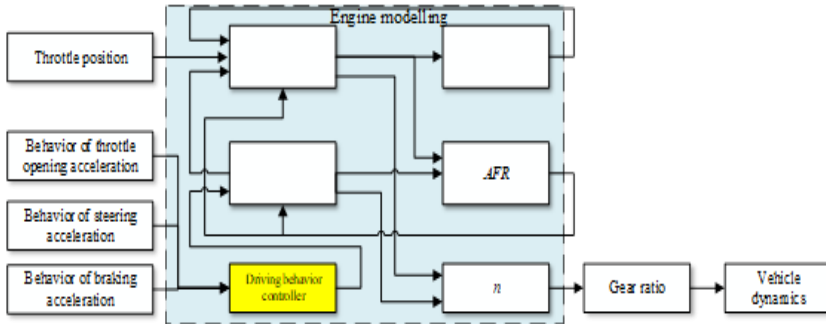 Engine modelling
Throttle position
Behavior of throttle
opening acceleration
AFR
Behavior of steering
acceleration
Behavior of braking
acceleration
Driving behavior
controller
n
Gear ratio
Vehicle
dynamics